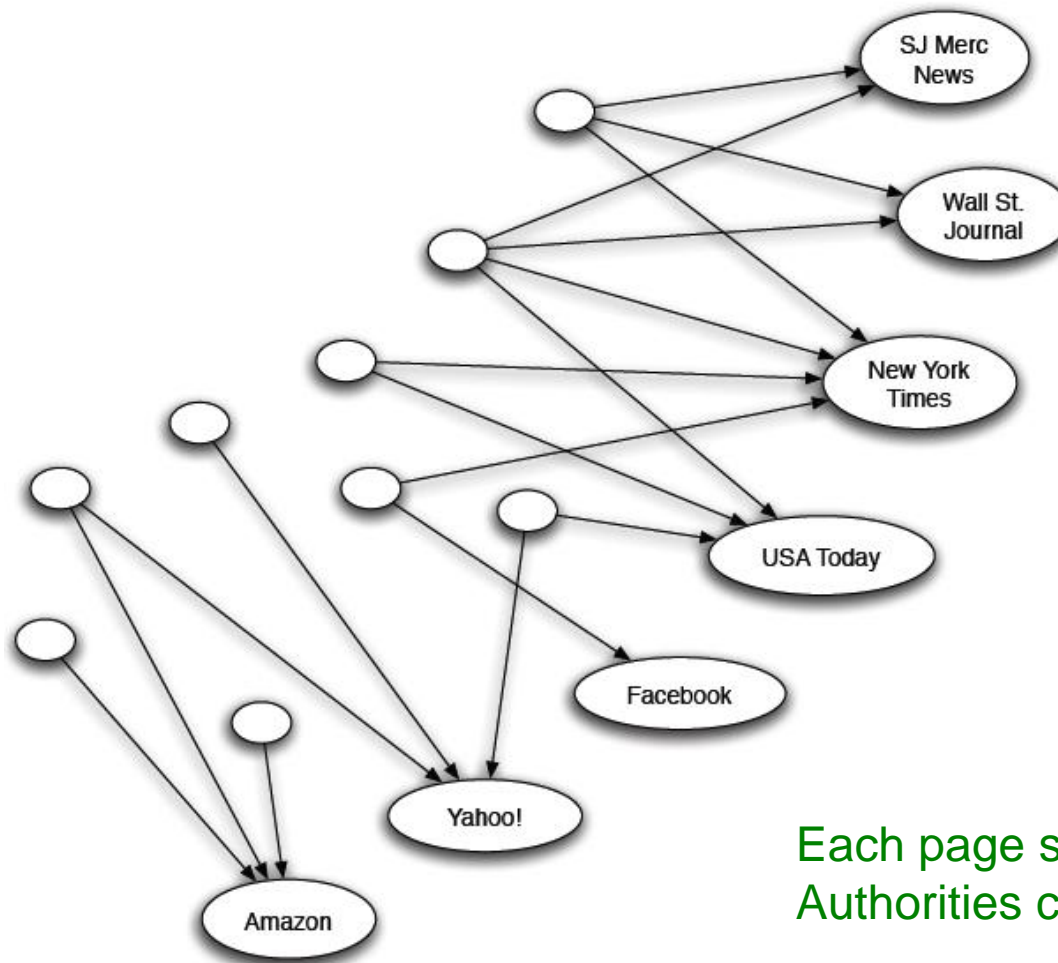 SJ Merc
News
Wall St.
Journal
New York
Times
USA Today
Facebook
Yahoo!
Amazon
Each page s
Authorities c